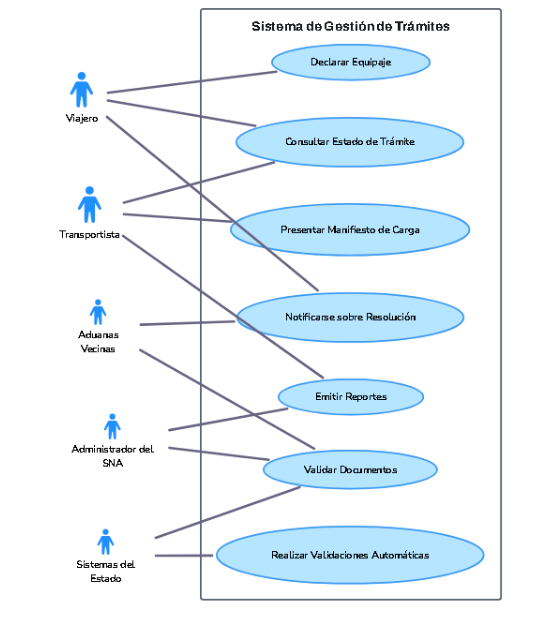 Sistema de Gestión de Trámites
Declarar Equipaje
Viajero
Consultar Estado de Trámite
Transportista
Presentar Manifiesto de Carga
Notificarse sobre Resolución
Aduanas
Vecinas
Emitir Reportes
Administrador del
SNA
Validar Documentos
Realizar Validaciones Automáticas
Sistemas del
Estado